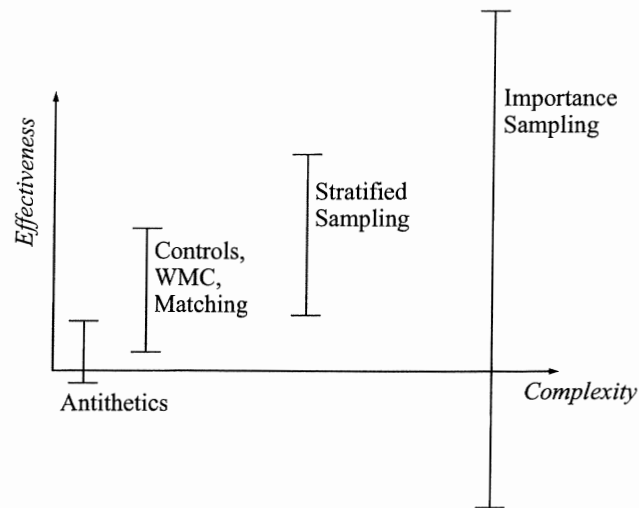 Importance
Sampling
Effectiveness
Stratified
Sampling
Controls,
WMC,
Matching
Complexity
Antithetics